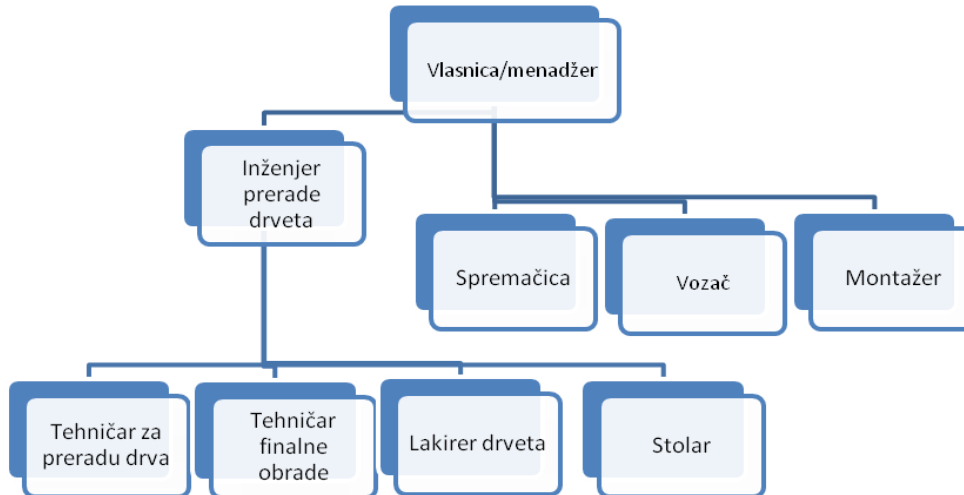 Vlasnica/menadžer
Inženjer
prerade
drveta
Spremačica
Vozač
Montažer
Tehničar za
preradu drva
Tehničar
finalne
obrade
Lakirer drveta
Stolar